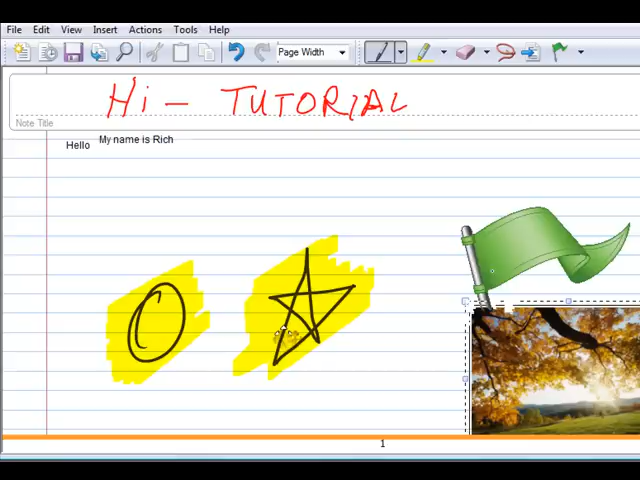 File Edit View Insert Actions Tools Help
Page Width
Hi - TUTORIAL
Note Title
Hello My name is Rich
1